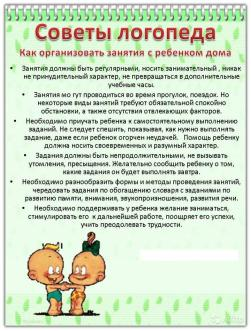 Советы логопеда
Как организовать занятия с ребенком дома
• Занятия должны быть регулярными, носить занимательный , никак
не принудительный характер, не превращаться в дополнительные
учебные часы.
• Занятия мо гут проводиться во время прогулок, поездок. Но
некоторые виды занятий требуют обязательной спокойно
обстановки, а также отсутствия отвлекающих факторов.
• Необходимо приучать ребенка к самостоятельному выполнению
заданий. Не следует спешить, показывая, как нужно выполнять
задание, даже если ребенок огорчен неудачей. Помощь ребенку
должна носить своевременный и разумный характер.
• Задания должны быть непродолжительными, не вызывать
утомления, пресыщения. Желательно сообщить ребенку о том,
какие задания он будет выполнять завтра.
• Необходимо разнообразить формы и методы проведения занятий,
чередовать задания по обогащению словаря с заданиями по
развитию памяти, внимания, звукопроизношения, развития речи.
• Необходимо поддерживать у ребенка желание заниматься,
стимулировать его к дальнейшей работе, поощряет его успехи,
учить преодолевать трудности.